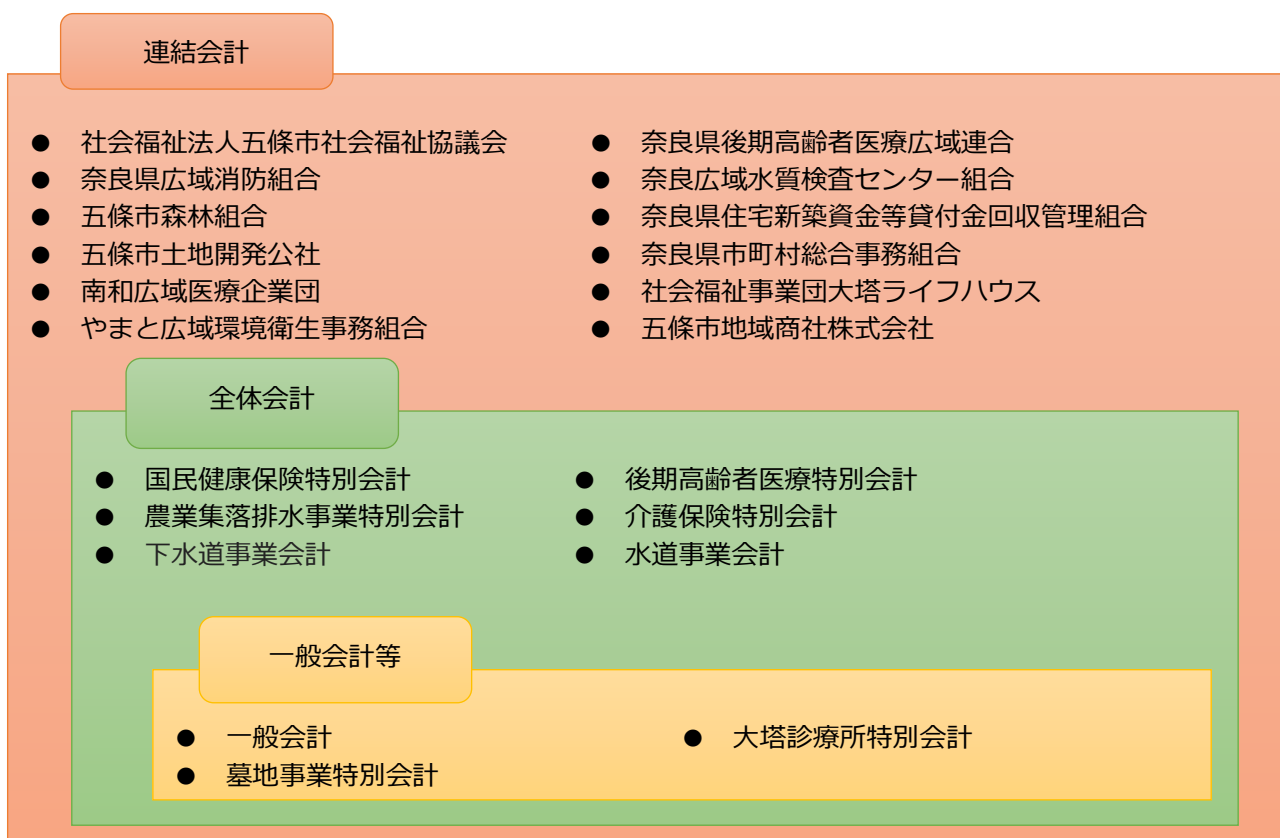 連結会計
● 社会福祉法人五條市社会福祉協議会
● 奈良県広域消防組合
● 五條市森林組合
● 五條市土地開発公社
● 南和広域医療企業団
● やまと広域環境衛生事務組合
● 奈良県後期高齢者医療広域連合
● 奈良広域水質検査センター組合
● 奈良県住宅新築資金等貸付金回収管理組合
● 奈良県市町村総合事務組合
● 社会福祉事業団大塔ライフハウス
● 五條市地域商社株式会社
全体会計
● 国民健康保険特別会計
● 農業集落排水事業特別会計
● 下水道事業会計
● 後期高齢者医療特別会計
● 介護保険特別会計
● 水道事業会計
一般会計等
● 一般会計
● 墓地事業特別会計
● 大塔診療所特別会計